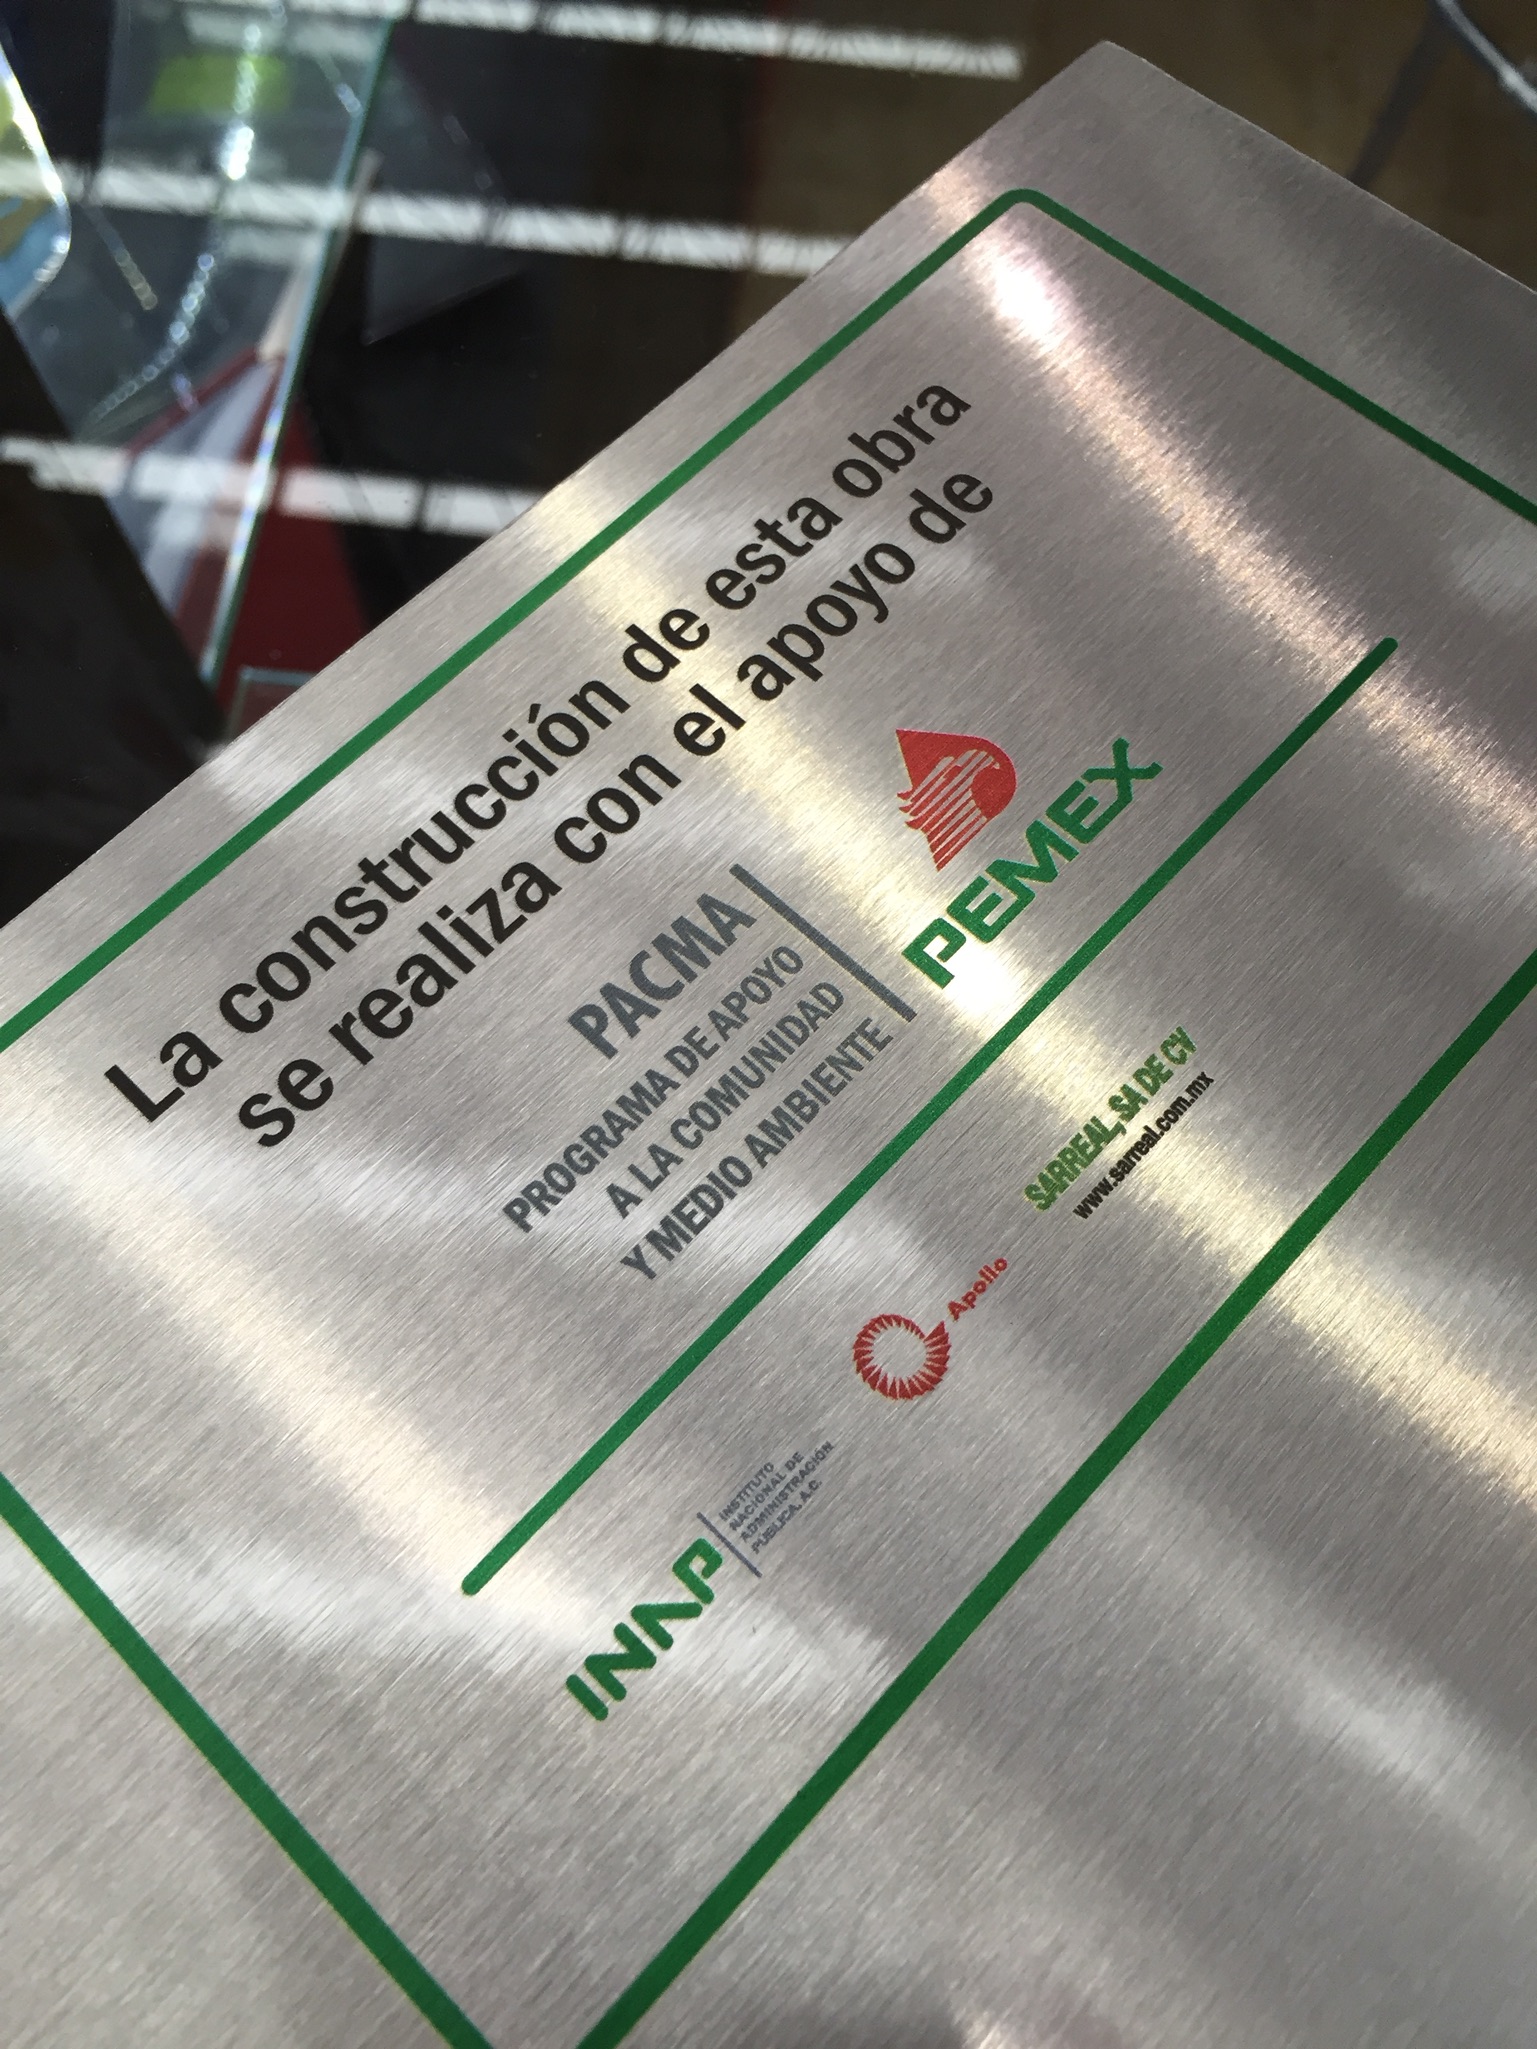 La construcción de esta obra
se realiza con el apoyo de
PACMA
PROGRAMA DE APOYO
A LA COMUNIDAD
Y MEDIO AMBIENTE
PEMEX
INAP
INSTITUTO
NACIONAL DE
ADMINISTRACIÓN
PÚBLICA, A.C.
Apollo
SARREAL, SA DE CV
www.sarreal.com.mx